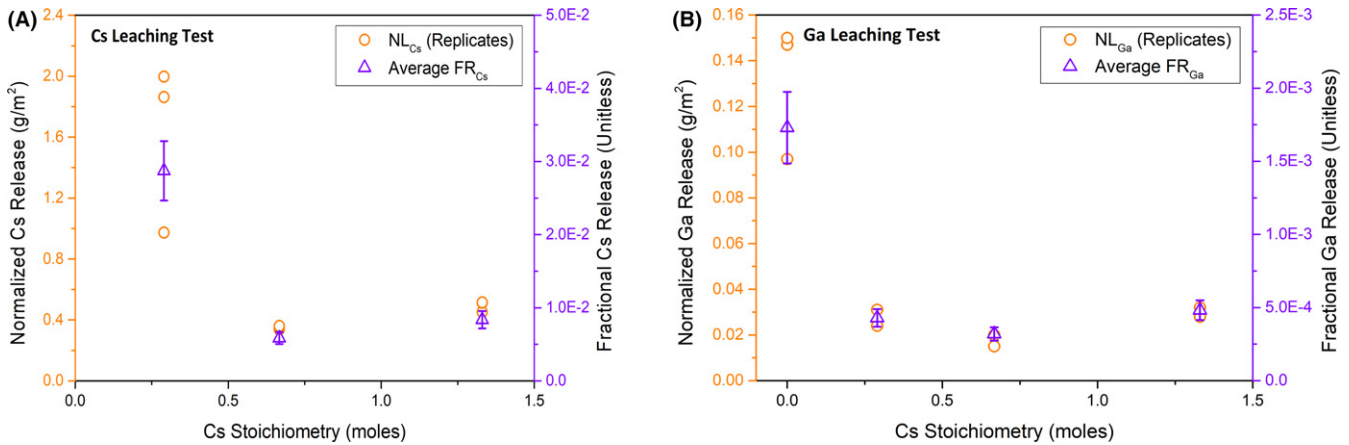 (A)
Cs Leaching Test
NL_Cs (Replicates)
Average FR_Cs
Normalized Cs Release (g/m²)
2.4
2.0
1.6
1.2
0.8
0.4
0.0
0.0 0.5 1.0 1.5
Cs Stoichiometry (moles)
5.0E-2
4.0E-2
3.0E-2
2.0E-2
1.0E-2
0.0
Fractional Cs Release (Unitless)
(B)
Ga Leaching Test
NL_Ga (Replicates)
Average FR_Ga
Normalized Ga Release (g/m²)
0.16
0.14
0.12
0.10
0.08
0.06
0.04
0.02
0.00
0.0 0.5 1.0 1.5
Cs Stoichiometry (moles)
2.5E-3
2.0E-3
1.5E-3
1.0E-3
5.0E-4
0.0
Fractional Ga Release (Unitless)